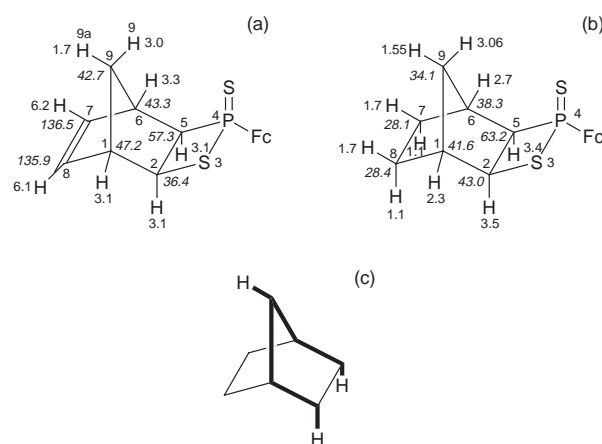 (a)
9a 9
H H
1.7 9 3.0
42.7
H 3.3
S
6.2 H 7 43.3
6 5 4
136.5 57.3 P Fc
1 47.2 H 3.1 S 3
135.9 8 2 36.4
6.1 H H H
3.1 3.1
(b)
1.55 H 9 H 3.06
34.1
H 2.7
S
1.7 H 7 38.3
6 5 4
28.1 63.2 P Fc
1.7 H 8 H 1 41.6 H 3.4 S 3
1.1 2
28.4 43.0
H H H
1.1 2.3 3.5
(c)
H
H
H